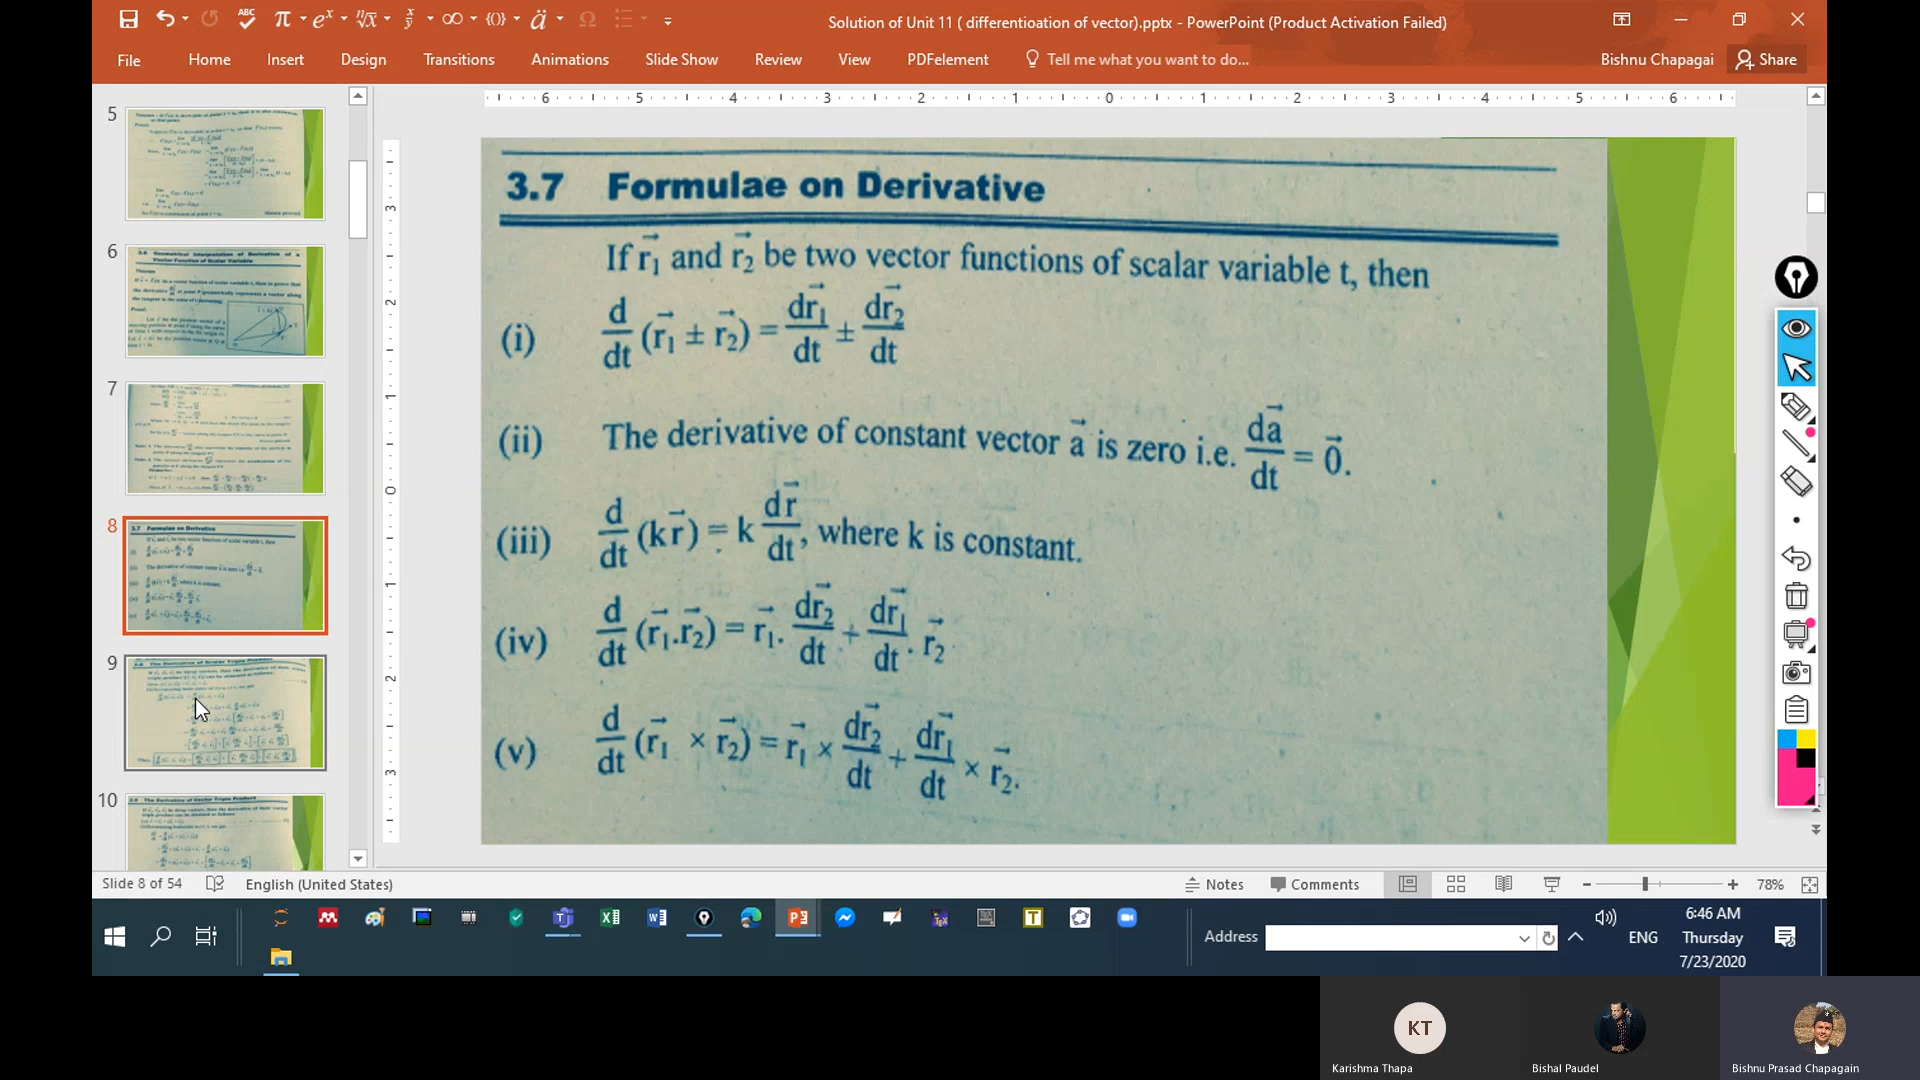 Solution of Unit 11 ( differentioation of vector).pptx - PowerPoint (Product Activation Failed)
File Home Insert Design Transitions Animations Slide Show Review View PDFelement Tell me what you want to do... Bishnu Chapagai Share
5
6
7
8
9
10
3.7 Formulae on Derivative
If r⃗₁ and r⃗₂ be two vector functions of scalar variable t, then
(i) d/dt (r⃗₁ ± r⃗₂) = dr⃗₁/dt ± dr⃗₂/dt
(ii) The derivative of constant vector a⃗ is zero i.e. da⃗/dt = 0⃗.
(iii) d/dt (k r⃗) = k dr⃗/dt, where k is constant.
(iv) d/dt (r⃗₁.r⃗₂) = r⃗₁. dr⃗₂/dt + dr⃗₁/dt . r⃗₂
(v) d/dt (r⃗₁ × r⃗₂) = r⃗₁ × dr⃗₂/dt + dr⃗₁/dt × r⃗₂.
Slide 8 of 54 English (United States) Notes Comments 78%
Address ENG
6:46 AM
Thursday
7/23/2020
KT
Karishma Thapa Bishal Paudel Bishnu Prasad Chapagain